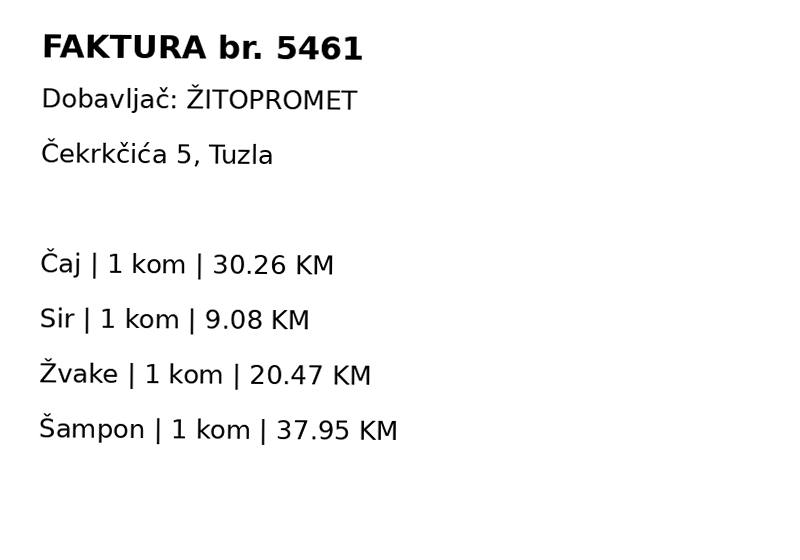 FAKTURA br. 5461
Dobavljač: ŽITOPROMET
Čekrkčića 5, Tuzla
Čaj | 1 kom | 30.26 KM
Sir | 1 kom | 9.08 KM
Žvake | 1 kom | 20.47 KM
Šampon | 1 kom | 37.95 KM